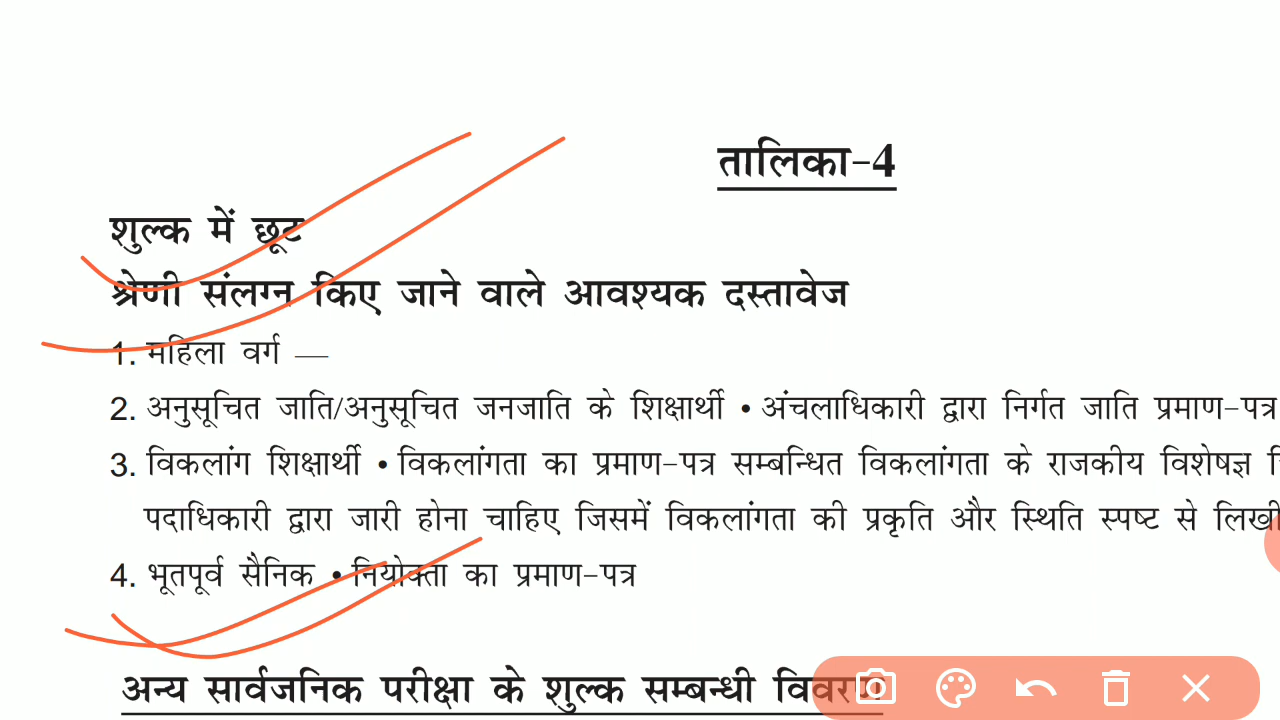 तालिका-4
शुल्क में छूट
श्रेणी संलग्न किए जाने वाले आवश्यक दस्तावेज
1. महिला वर्ग —
2. अनुसूचित जाति/अनुसूचित जनजाति के शिक्षार्थी • अंचलाधिकारी द्वारा निर्गत जाति प्रमाण-पत्र
3. विकलांग शिक्षार्थी • विकलांगता का प्रमाण-पत्र सम्बन्धित विकलांगता के राजकीय विशेषज्ञ
पदाधिकारी द्वारा जारी होना चाहिए जिसमें विकलांगता की प्रकृति और स्थिति स्पष्ट से
4. भूतपूर्व सैनिक • नियोक्ता का प्रमाण-पत्र
अन्य सार्वजनिक परीक्षा के शुल्क सम्बन्धी विवरण